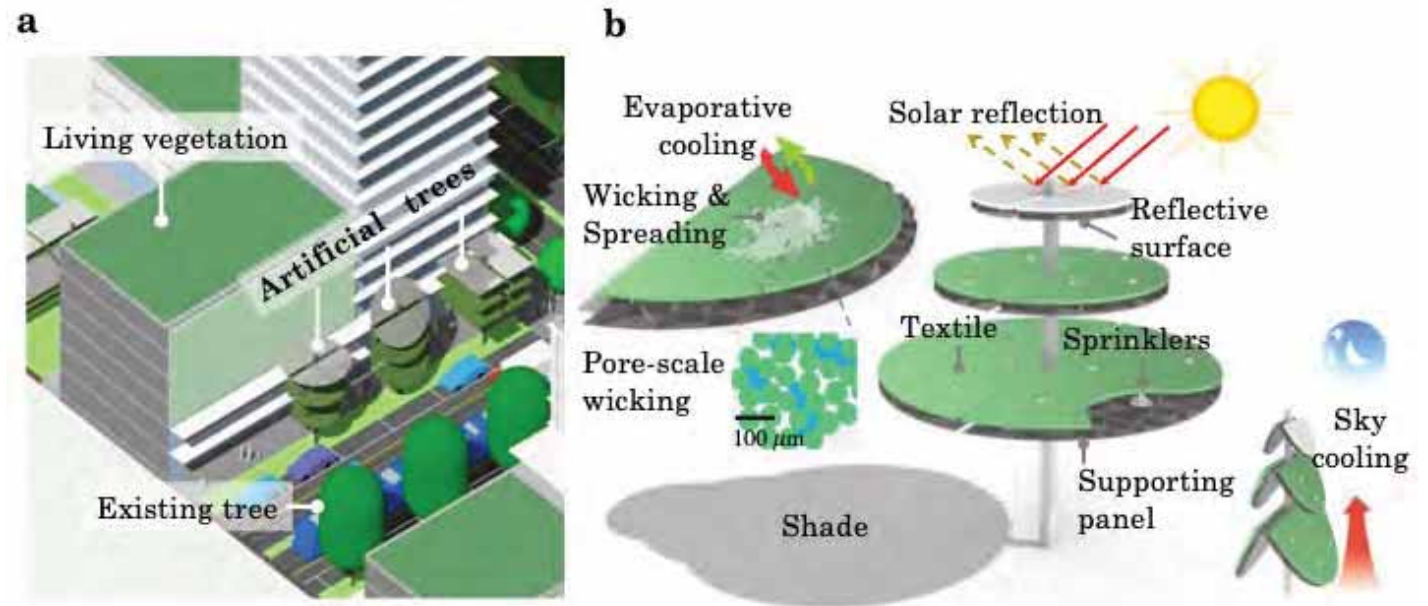 a
Living vegetation
Artificial trees
Existing tree
b
Evaporative
cooling
Wicking &
Spreading
Pore-scale
wicking
100 μm
Solar reflection
Reflective
surface
Textile
Sprinklers
Supporting
panel
Shade
Sky
cooling